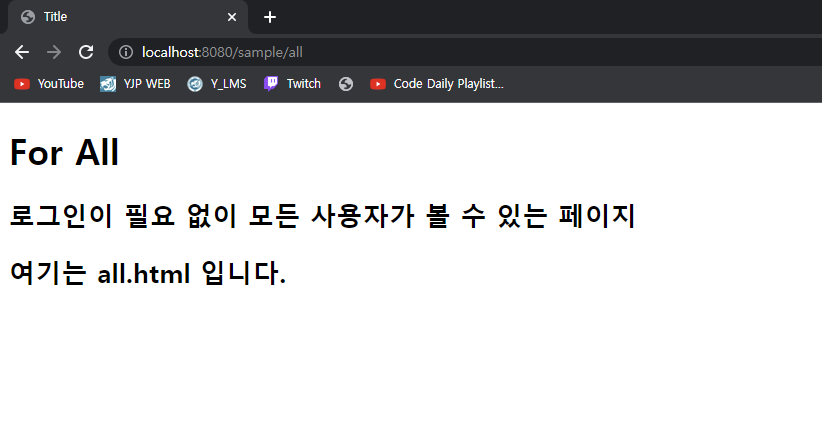 Title
localhost:8080/sample/all
YouTube YJP WEB Y_LMS Twitch Code Daily Playlist...
For All
로그인이 필요 없이 모든 사용자가 볼 수 있는 페이지
여기는 all.html 입니다.